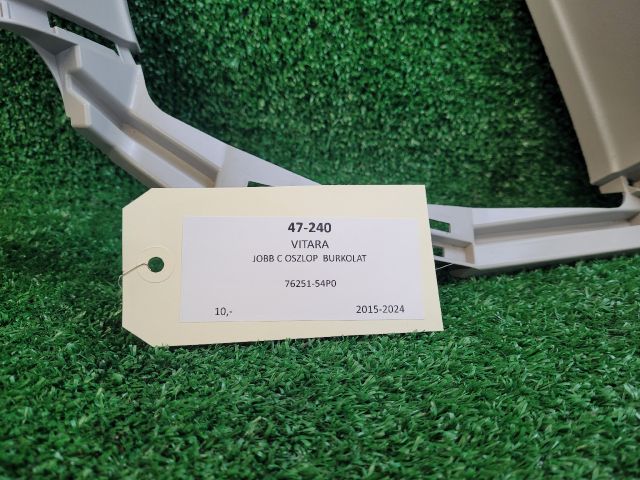 47-240
VITARA
JOBB C OSZLOP BURKOLAT
76251-54P0
10,- 2015-2024